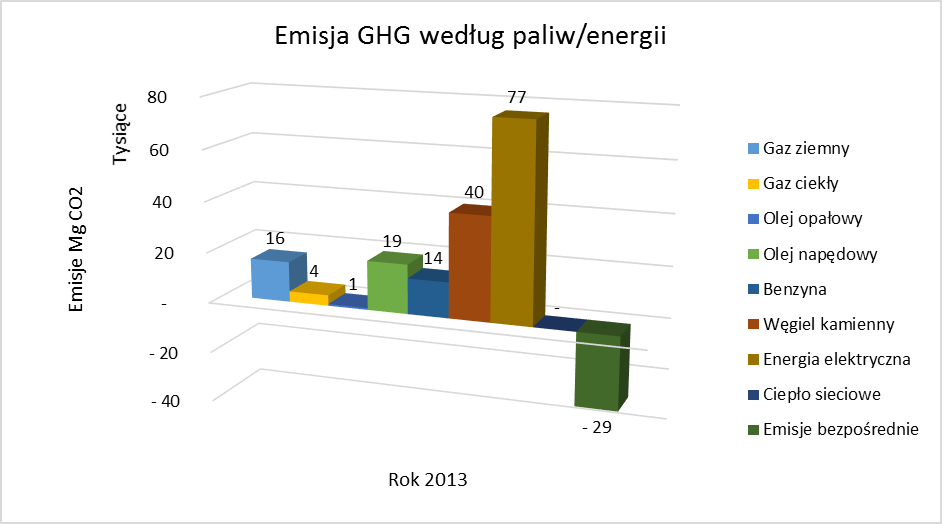 Emisja GHG według paliw/energii
Emisje Mg CO2
Tysiące
80
60
40
20
-
- 20
- 40
16
4
1
19
14
40
77
-
- 29
Rok 2013
Gaz ziemny
Gaz ciekły
Olej opałowy
Olej napędowy
Benzyna
Węgiel kamienny
Energia elektryczna
Ciepło sieciowe
Emisje bezpośrednie